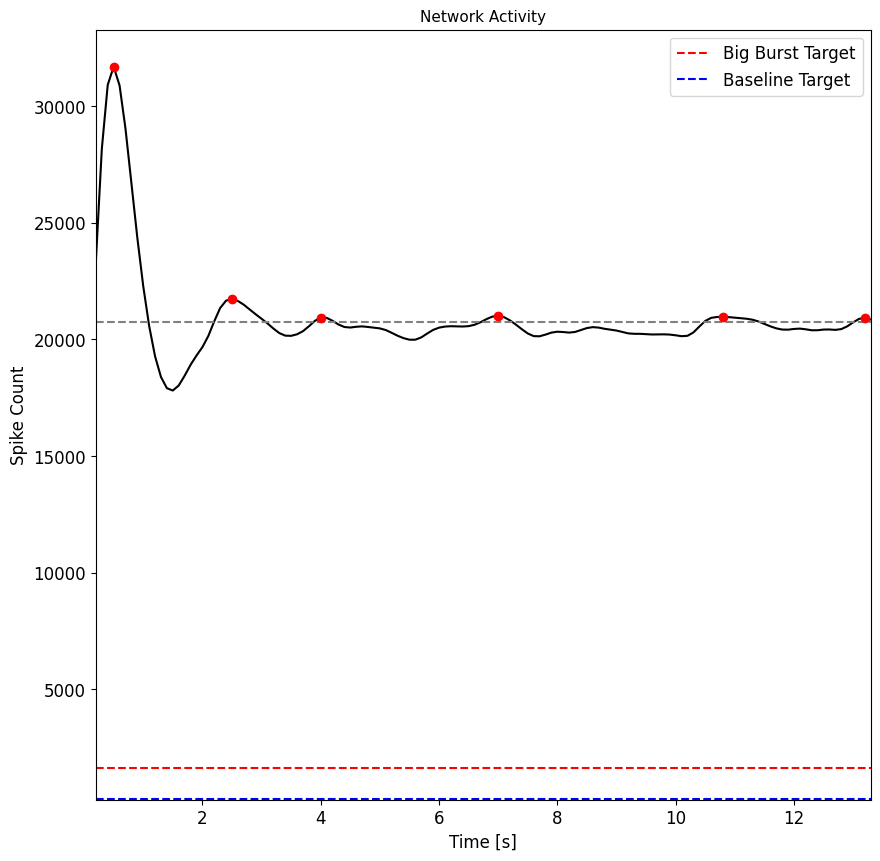 Network Activity
Big Burst Target
Baseline Target
30000
25000
20000
15000
10000
5000
Spike Count
2 4 6 8 10 12
Time [s]